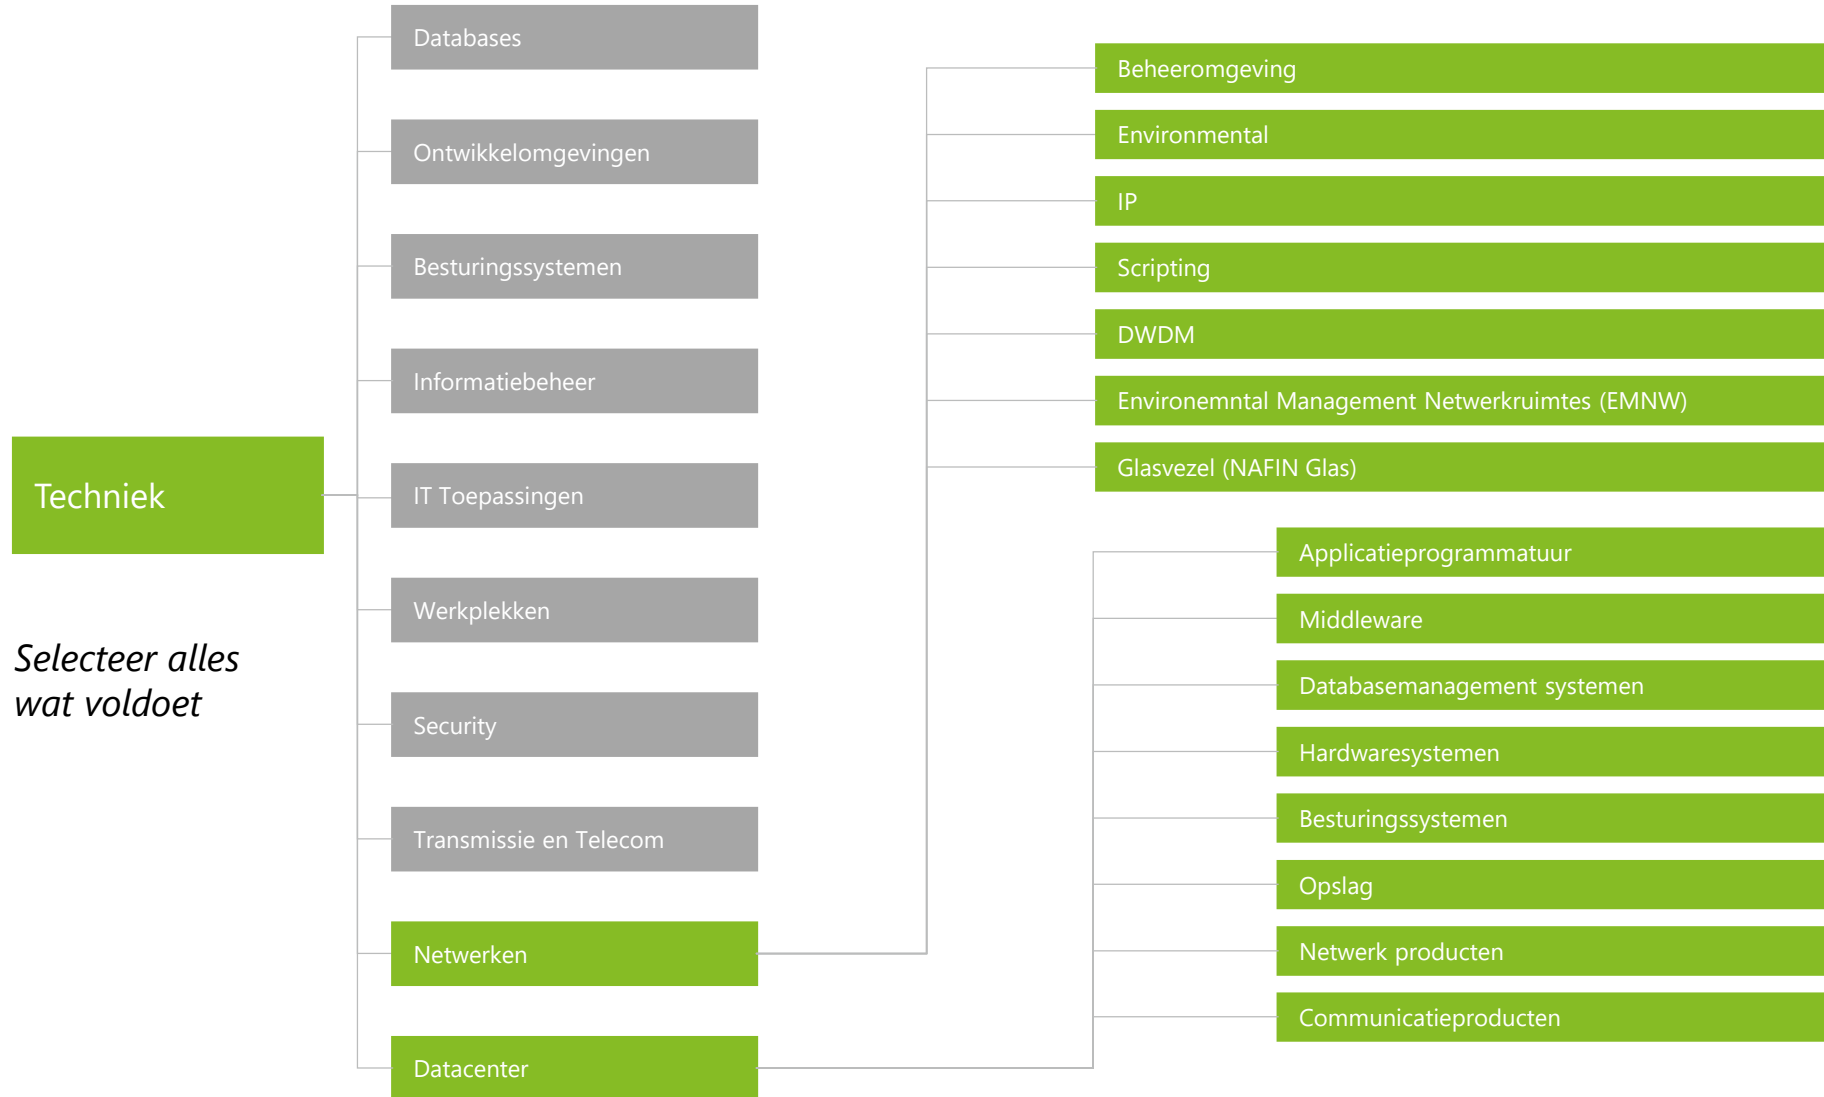 Techniek
Selecteer alles
wat voldoet
Databases
Ontwikkelomgevingen
Besturingssystemen
Informatiebeheer
IT Toepassingen
Werkplekken
Security
Transmissie en Telecom
Netwerken
Datacenter
Beheeromgeving
Environmental
IP
Scripting
DWDM
Environemntal Management Netwerkruimtes (EMNW)
Glasvezel (NAFIN Glas)
Applicatieprogrammatuur
Middleware
Databasemanagement systemen
Hardwaresystemen
Besturingssystemen
Opslag
Netwerk producten
Communicatieproducten